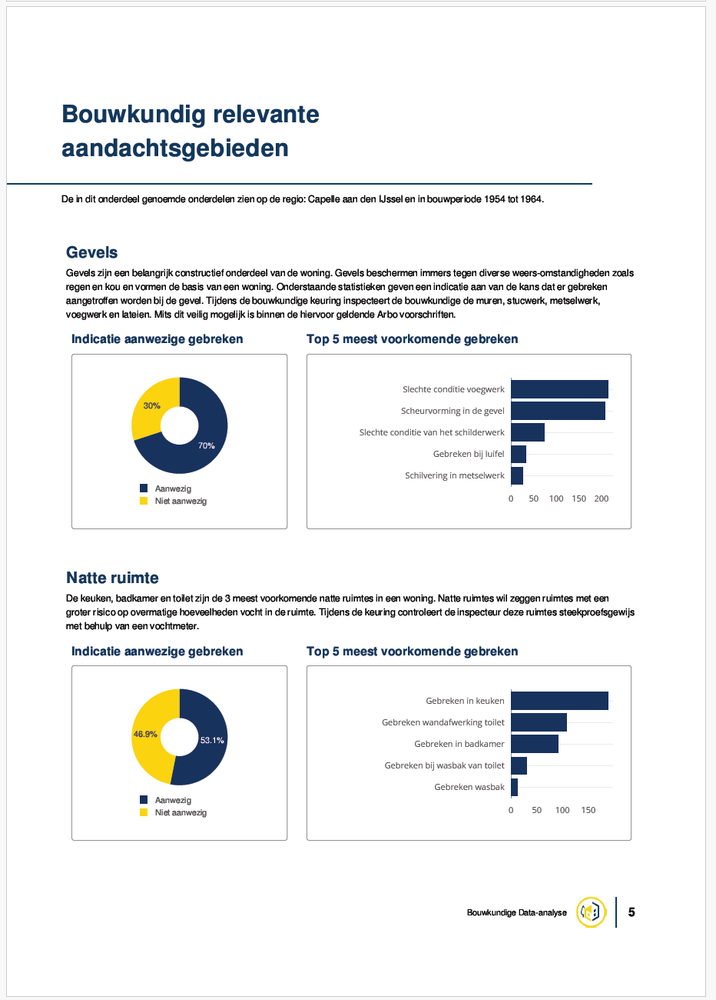 Bouwkundig relevante
aandachtsgebieden
De in dit onderdeel genoemde onderdelen zien op de regio: Capelle aan den IJssel en in bouwperiode 1954 tot 1964.
Gevels
Gevels zijn een belangrijk constructief onderdeel van de woning. Gevels beschermen immers tegen diverse weers-omstandigheden zoals
regen en kou en vormen de basis van een woning. Onderstaande statistieken geven een indicatie aan van de kans dat er gebreken
aangetroffen worden bij de gevel. Tijdens de bouwkundige keuring inspecteert de bouwkundige de muren, stucwerk, metselwerk,
voegwerk en lateien. Mits dit veilig mogelijk is binnen de hiervoor geldende Arbo voorschriften.
Indicatie aanwezige gebreken
30%
70%
Aanwezig
Niet aanwezig
Top 5 meest voorkomende gebreken
Slechte conditie voegwerk
Scheurvorming in de gevel
Slechte conditie van het schilderwerk
Gebreken bij luifel
Schilvering in metselwerk
0 50 100 150 200
Natte ruimte
De keuken, badkamer en toilet zijn de 3 meest voorkomende natte ruimtes in een woning. Natte ruimtes wil zeggen ruimtes met een
groter risico op overmatige hoeveelheden vocht in de ruimte. Tijdens de keuring controleert de inspecteur deze ruimtes steekproefsgewijs
met behulp van een vochtmeter.
Indicatie aanwezige gebreken
46.9%
53.1%
Aanwezig
Niet aanwezig
Top 5 meest voorkomende gebreken
Gebreken in keuken
Gebreken wandafwerking toilet
Gebreken in badkamer
Gebreken bij wasbak van toilet
Gebreken wasbak
0 50 100 150
Bouwkundige Data-analyse
5